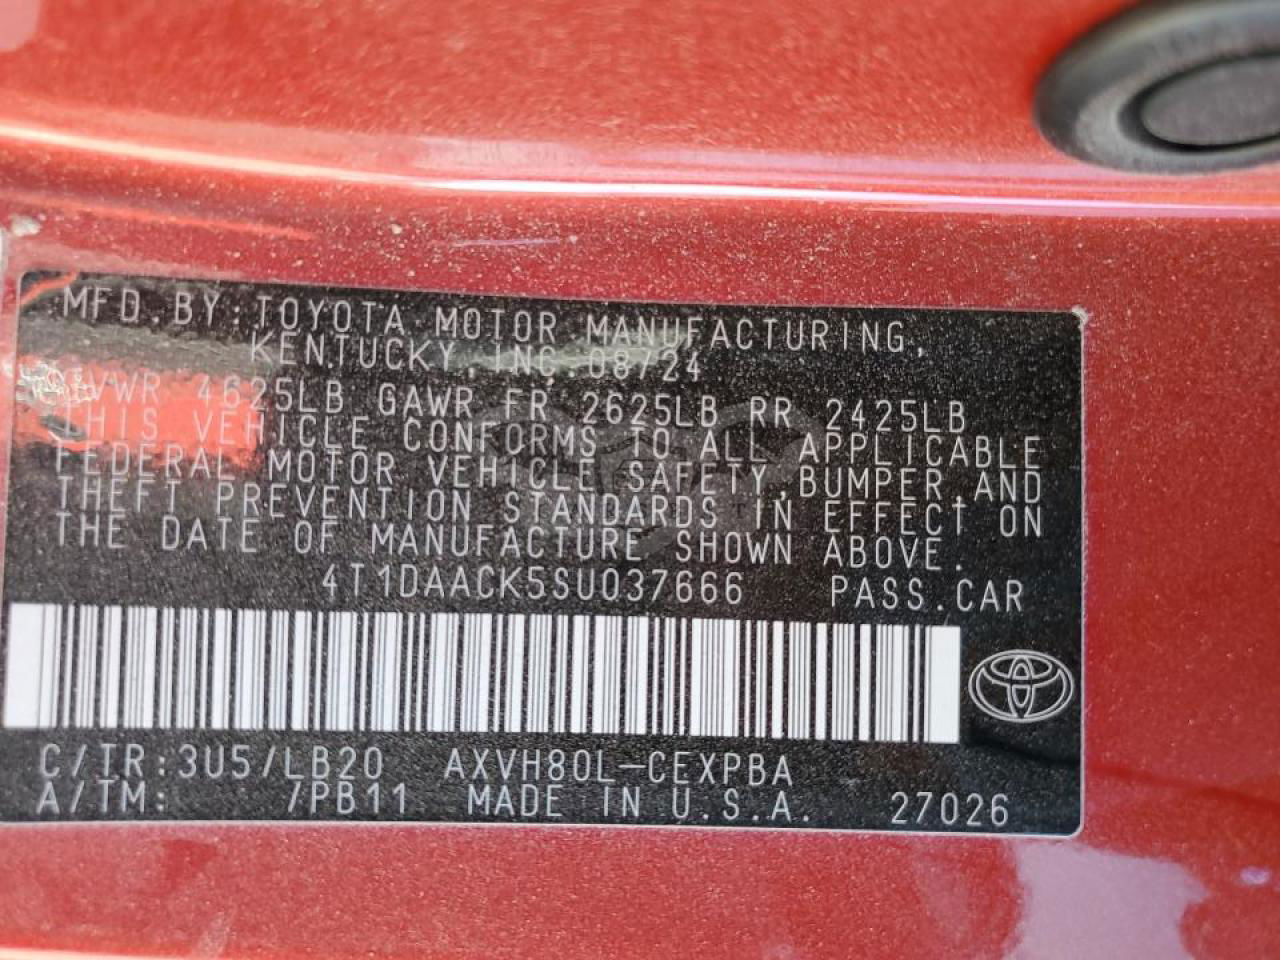 MFD. BY: TOYOTA MOTOR MANUFACTURING,
KENTUCKY, INC 08/24
GVWR 4625LB GAWR FR 2625LB RR 2425LB
THIS VEHICLE CONFORMS TO ALL APPLICABLE
FEDERAL MOTOR VEHICLE SAFETY, BUMPER, AND
THEFT PREVENTION STANDARDS IN EFFECT ON
THE DATE OF MANUFACTURE SHOWN ABOVE.
4T1DAACK5SU037666 PASS. CAR
C/TR: 3U5/LB20 AXVH80L-CEXPBA
A/TM: /PB11 MADE IN U.S.A. 27026